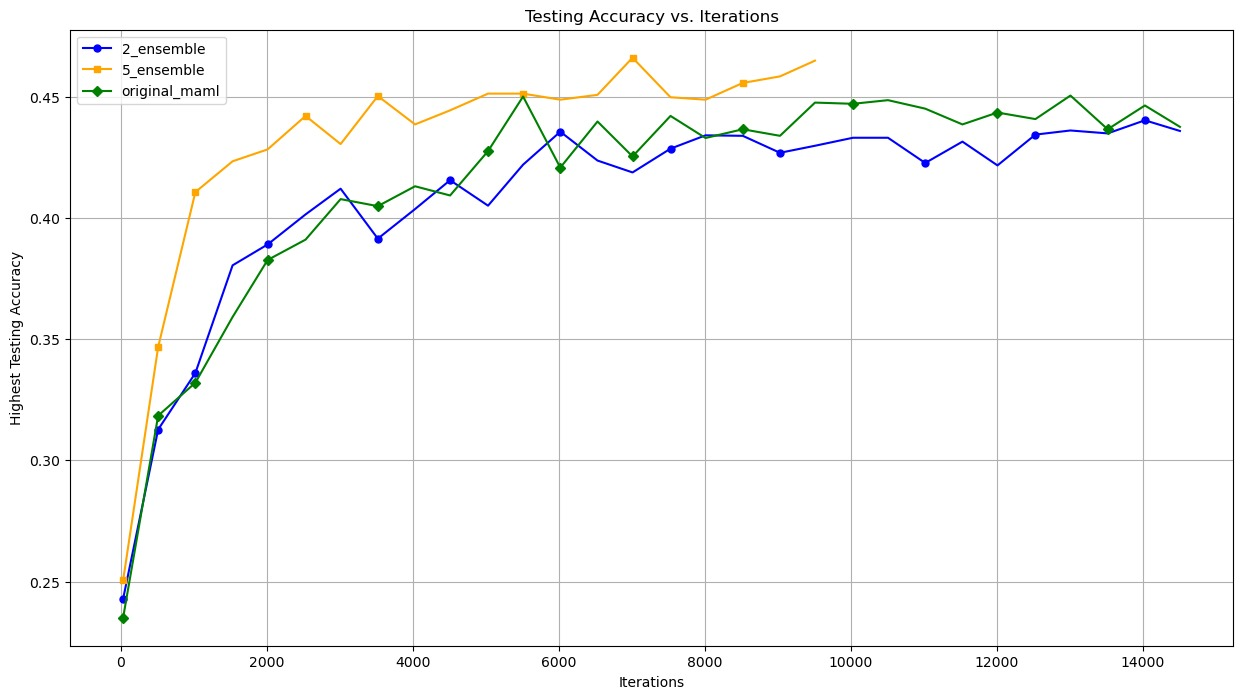 Testing Accuracy vs. Iterations
2_ensemble
5_ensemble
original_maml
Highest Testing Accuracy
0.45
0.40
0.35
0.30
0.25
0
2000
4000
6000
8000
10000
12000
14000
Iterations